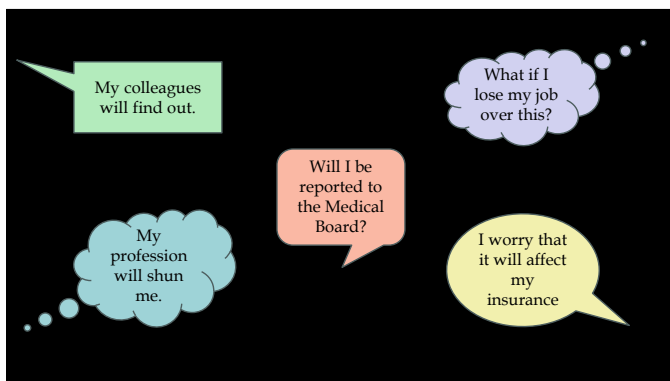 My colleagues
will find out.
What if I
lose my job
over this?
Will I be
reported to
the Medical
Board?
My
profession
will shun
me.
I worry that
it will affect
my
insurance